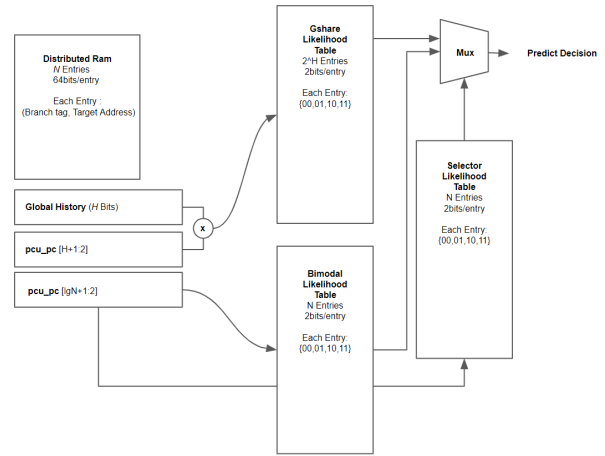 Distributed Ram
N Entries
64bits/entry
Each Entry :
(Branch tag, Target Address)
Gshare
Likelihood
Table
2^H Entries
2bits/entry
Each Entry:
{00,01,10,11}
Mux
Predict Decision
Selector
Likelihood
Table
N Entries
2bits/entry
Each Entry:
{00,01,10,11}
Global History (H Bits)
x
pcu_pc [H+1:2]
pcu_pc [lgN+1:2]
Bimodal
Likelihood
Table
N Entries
2bits/entry
Each Entry:
{00,01,10,11}